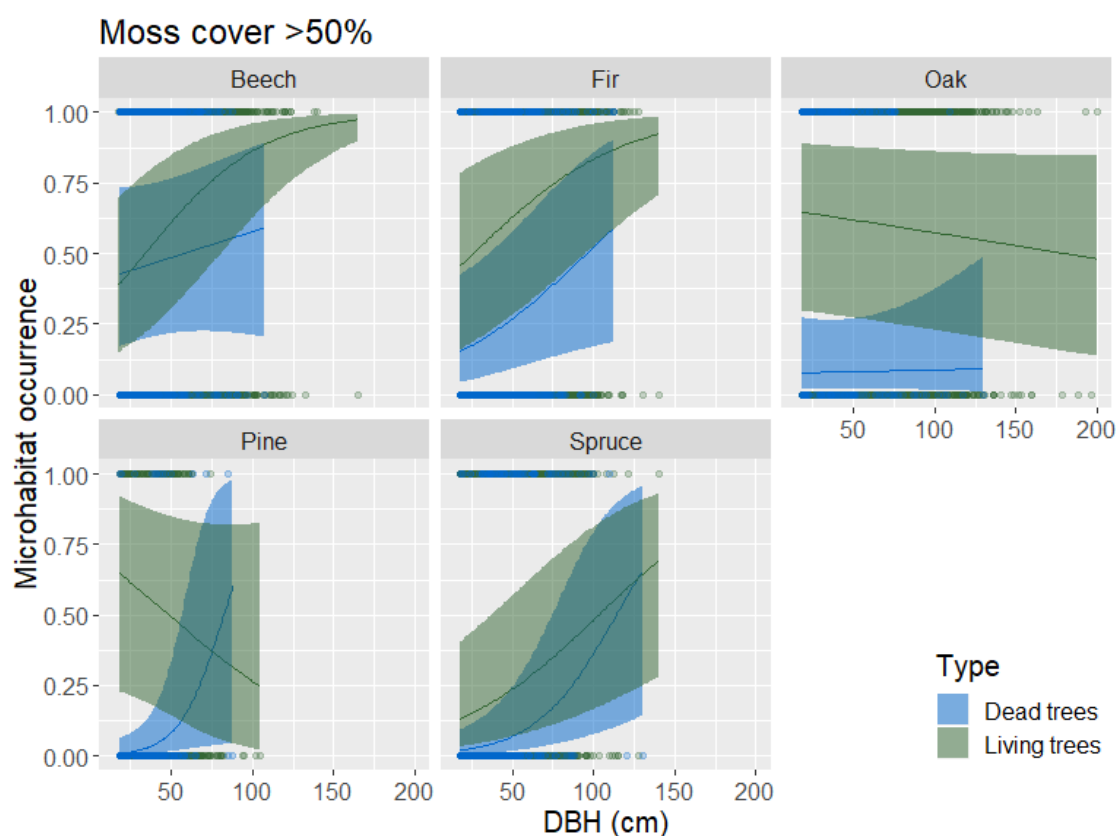 Moss cover >50%
Beech Fir Oak
1.00
0.75
0.50
0.25
0.00
50 100 150 200
Pine Spruce
1.00
0.75
0.50
0.25
0.00
50 100 150 200 50 100 150 200
Microhabitat occurrence
DBH (cm)
Type
Dead trees
Living trees